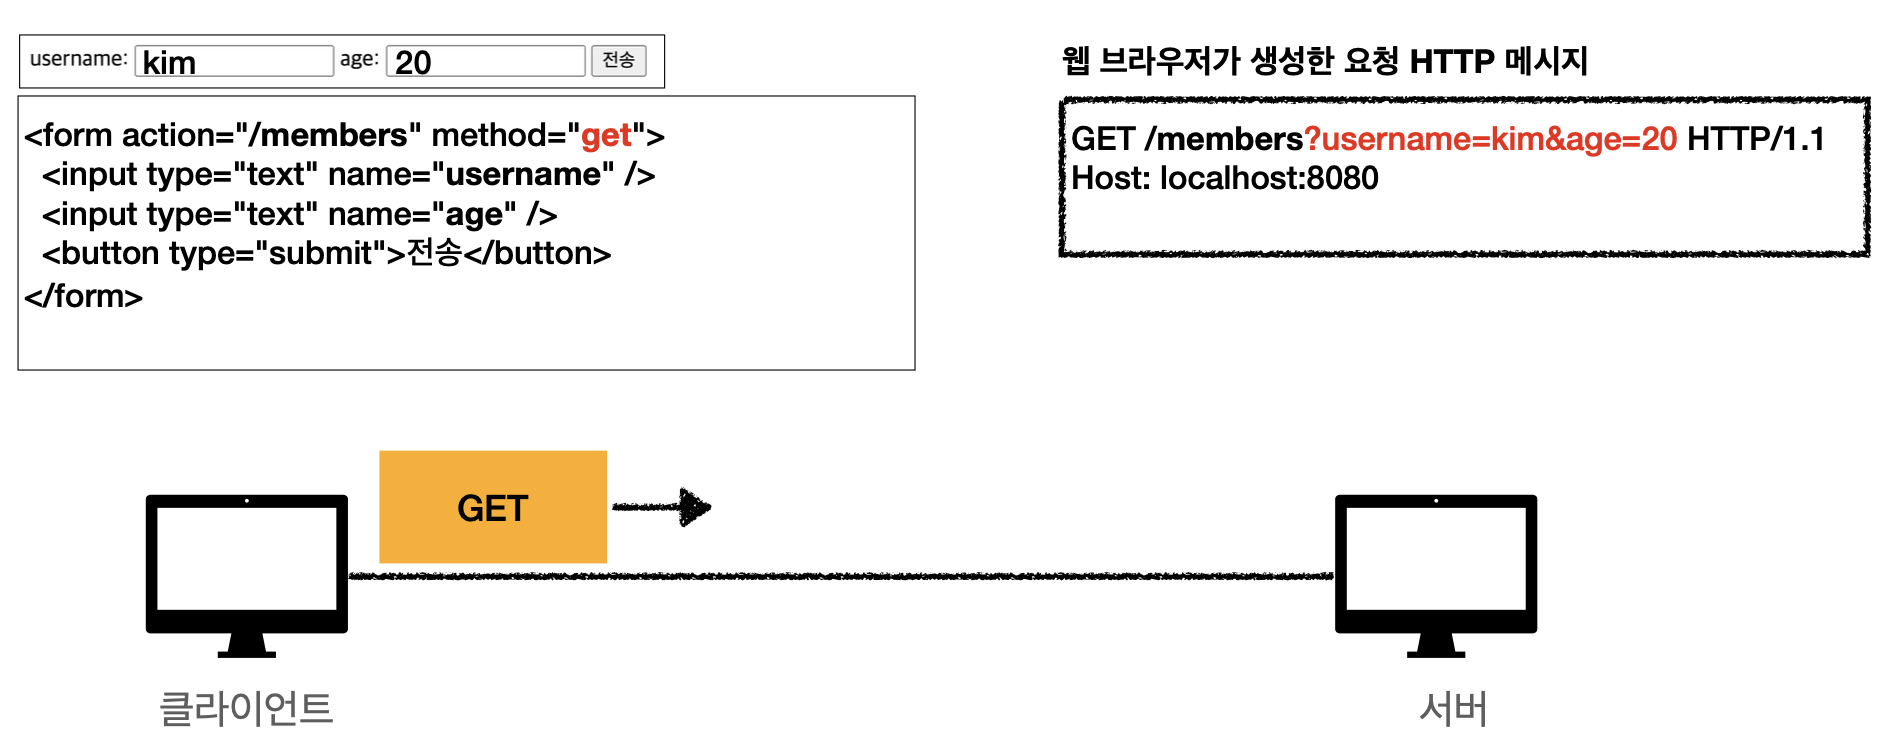 username: kim age: 20 전송
<form action="/members" method="get">
<input type="text" name="username" />
<input type="text" name="age" />
<button type="submit">전송</button>
</form>
웹 브라우저가 생성한 요청 HTTP 메시지
GET /members?username=kim&age=20 HTTP/1.1
Host: localhost:8080
GET
클라이언트
서버